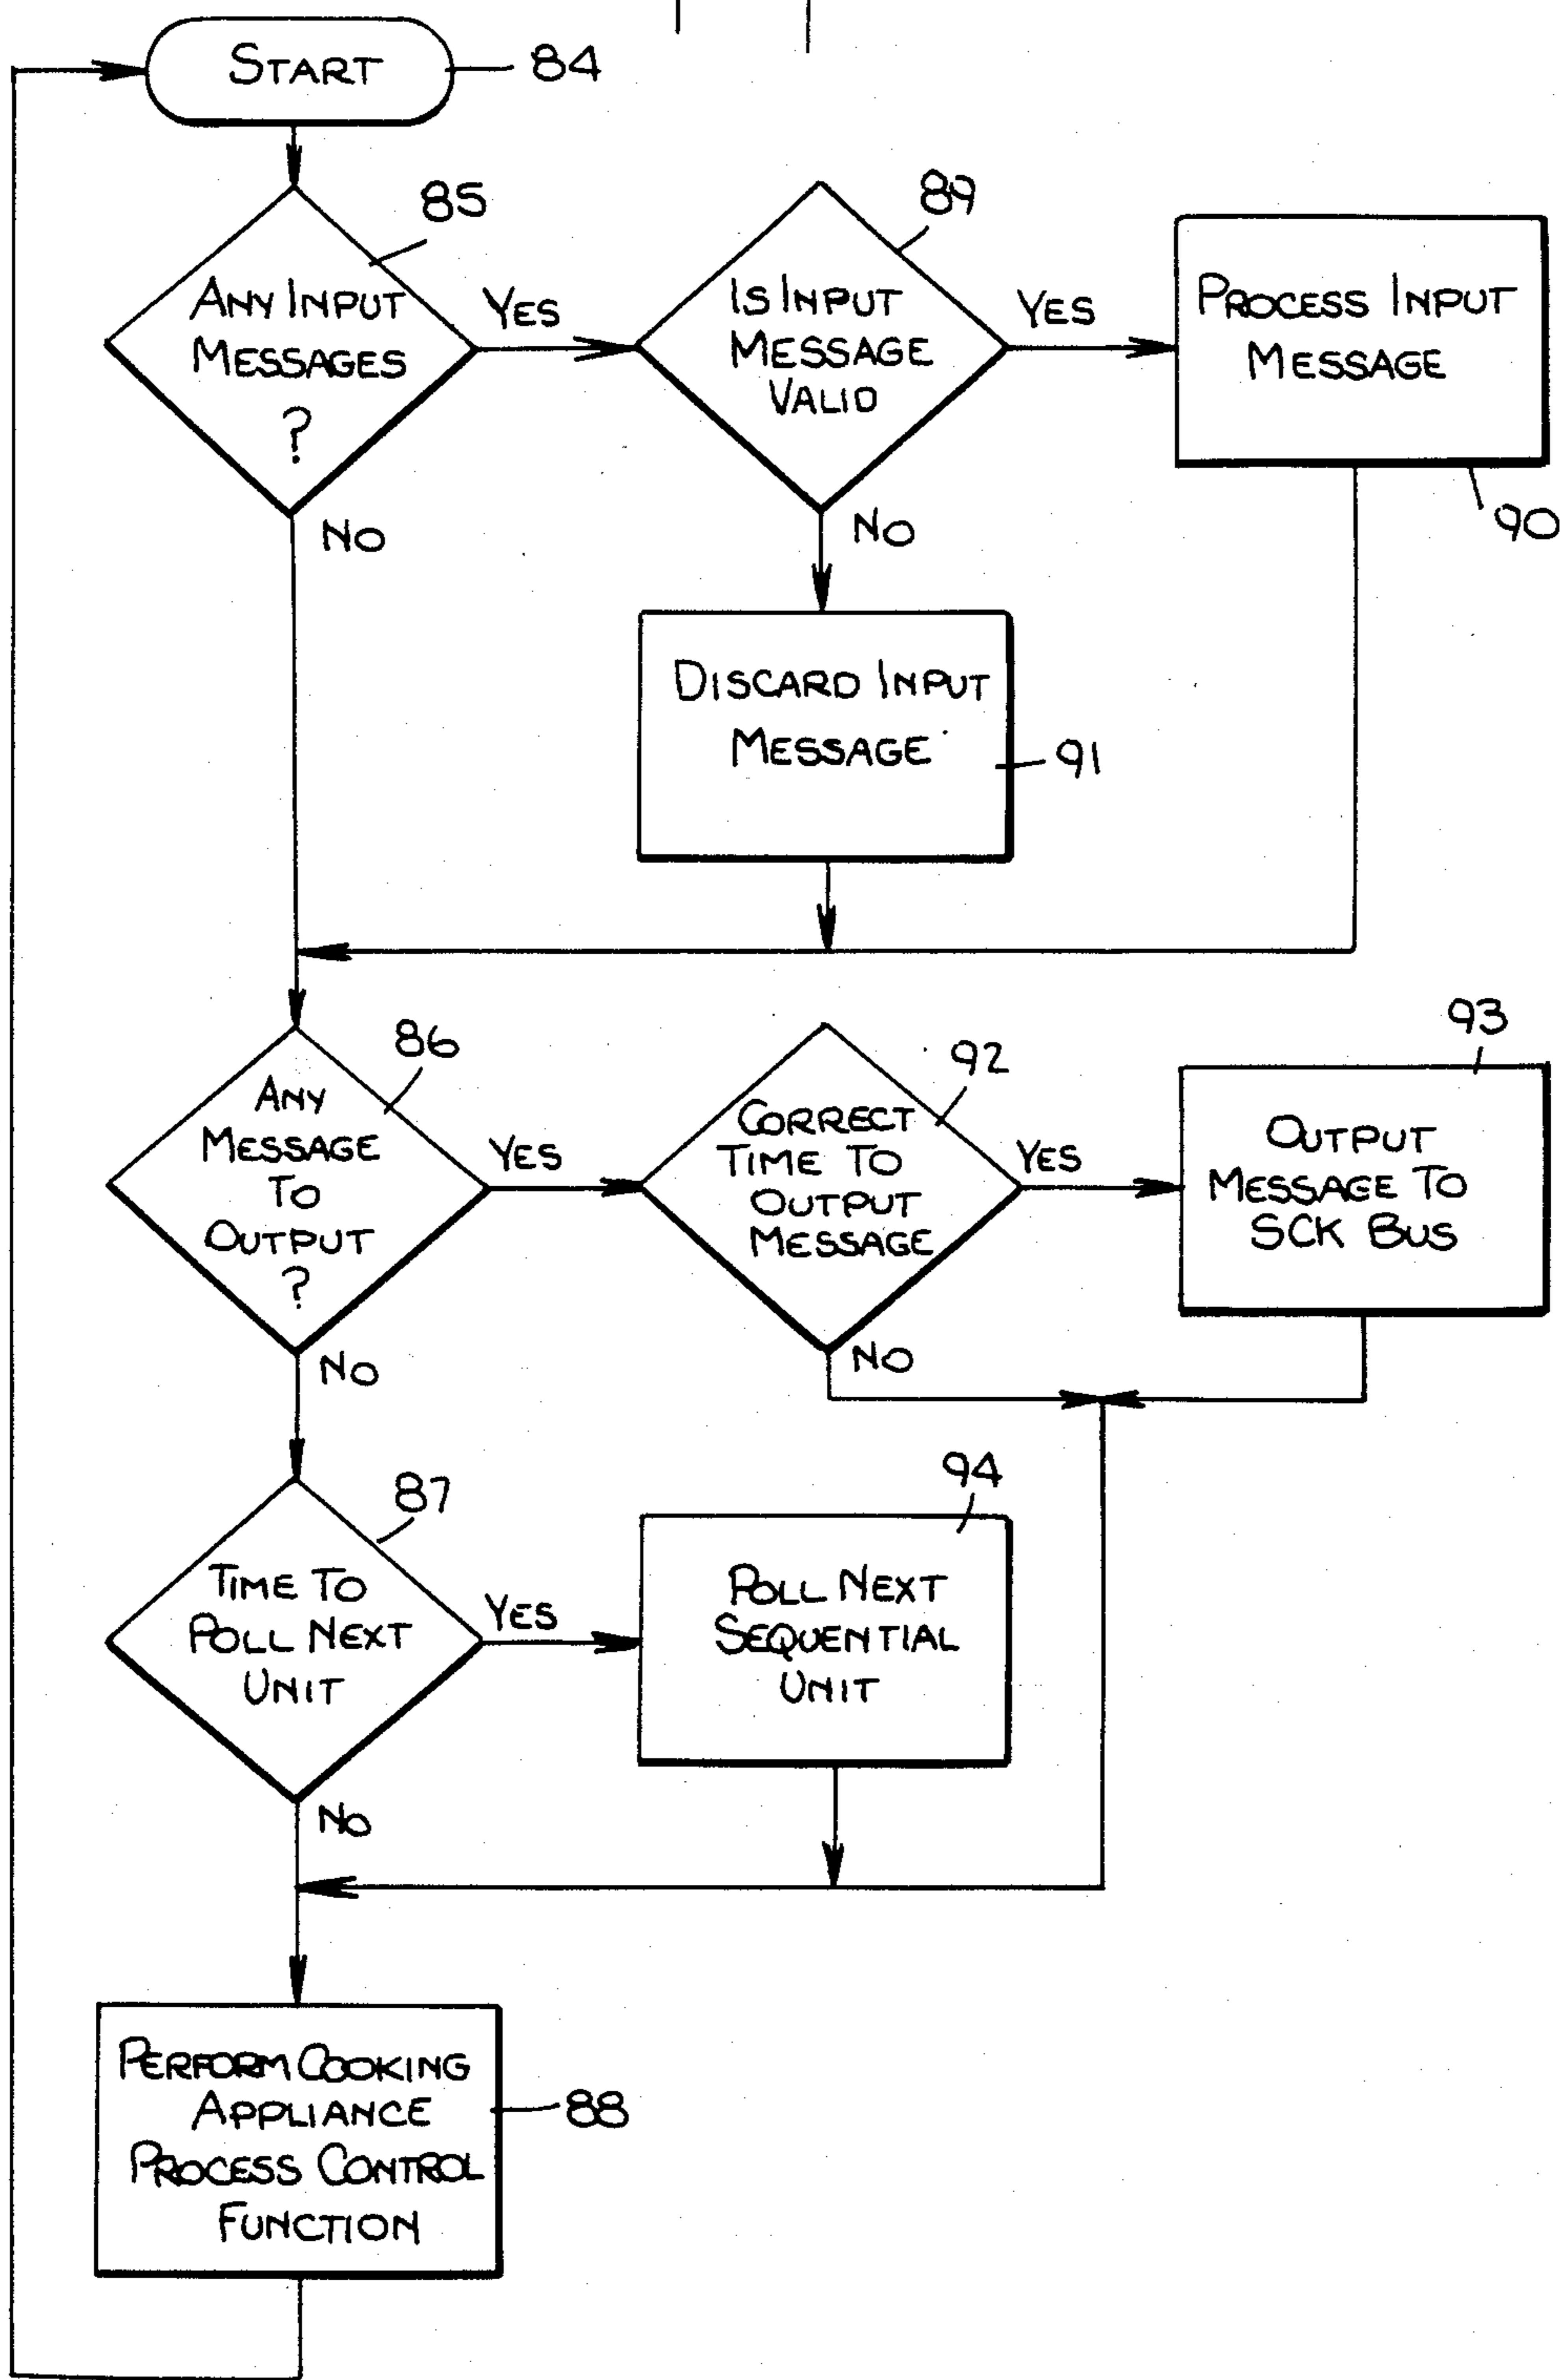 START
84
85
ANY INPUT
MESSAGES
?
YES
NO
89
IS INPUT
MESSAGE
VALID
YES
NO
PROCESS INPUT
MESSAGE
90
DISCARD INPUT
MESSAGE
91
86
ANY
MESSAGE
TO
OUTPUT
?
YES
NO
92
CORRECT
TIME TO
OUTPUT
MESSAGE
YES
NO
93
OUTPUT
MESSAGE TO
SCK BUS
87
TIME TO
POLL NEXT
UNIT
YES
NO
94
POLL NEXT
SEQUENTIAL
UNIT
PERFORM COOKING
APPLIANCE
PROCESS CONTROL
FUNCTION
88